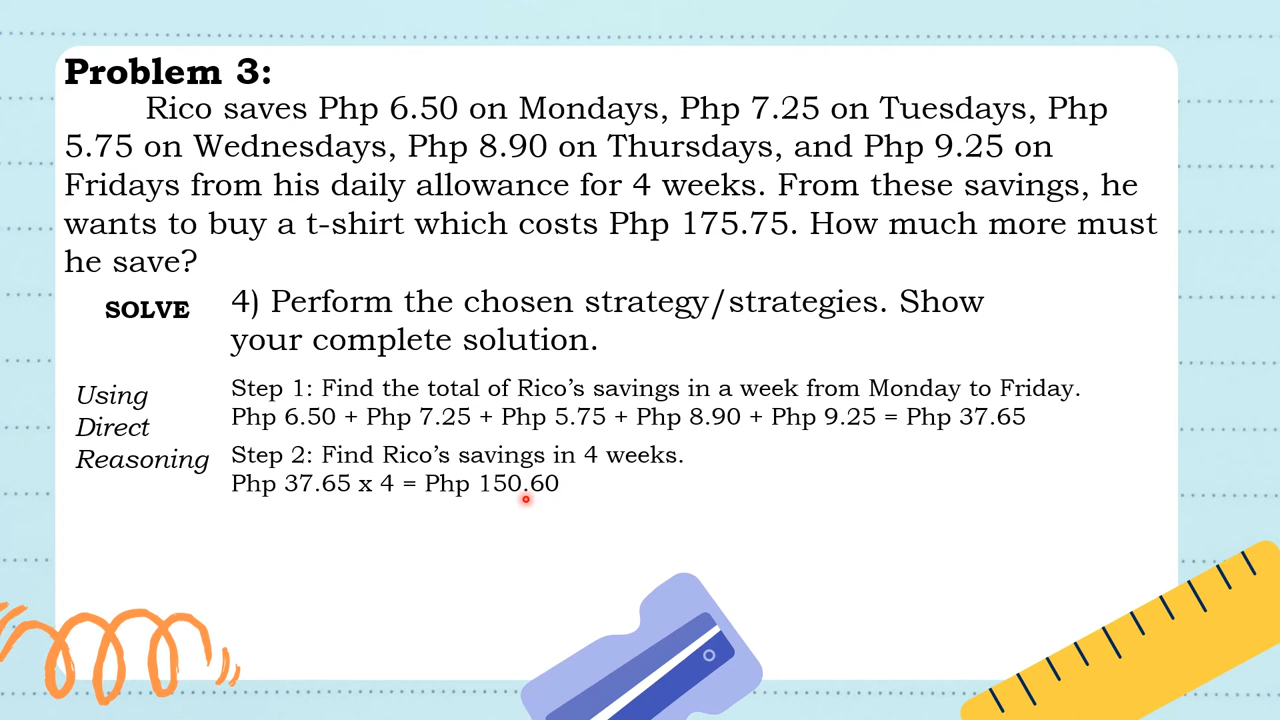 Problem 3:
Rico saves Php 6.50 on Mondays, Php 7.25 on Tuesdays, Php
5.75 on Wednesdays, Php 8.90 on Thursdays, and Php 9.25 on
Fridays from his daily allowance for 4 weeks. From these savings, he
wants to buy a t-shirt which costs Php 175.75. How much more must
he save?
SOLVE
4) Perform the chosen strategy/strategies. Show
your complete solution.
Using
Direct
Reasoning
Step 1: Find the total of Rico’s savings in a week from Monday to Friday.
Php 6.50 + Php 7.25 + Php 5.75 + Php 8.90 + Php 9.25 = Php 37.65
Step 2: Find Rico’s savings in 4 weeks.
Php 37.65 x 4 = Php 150.60